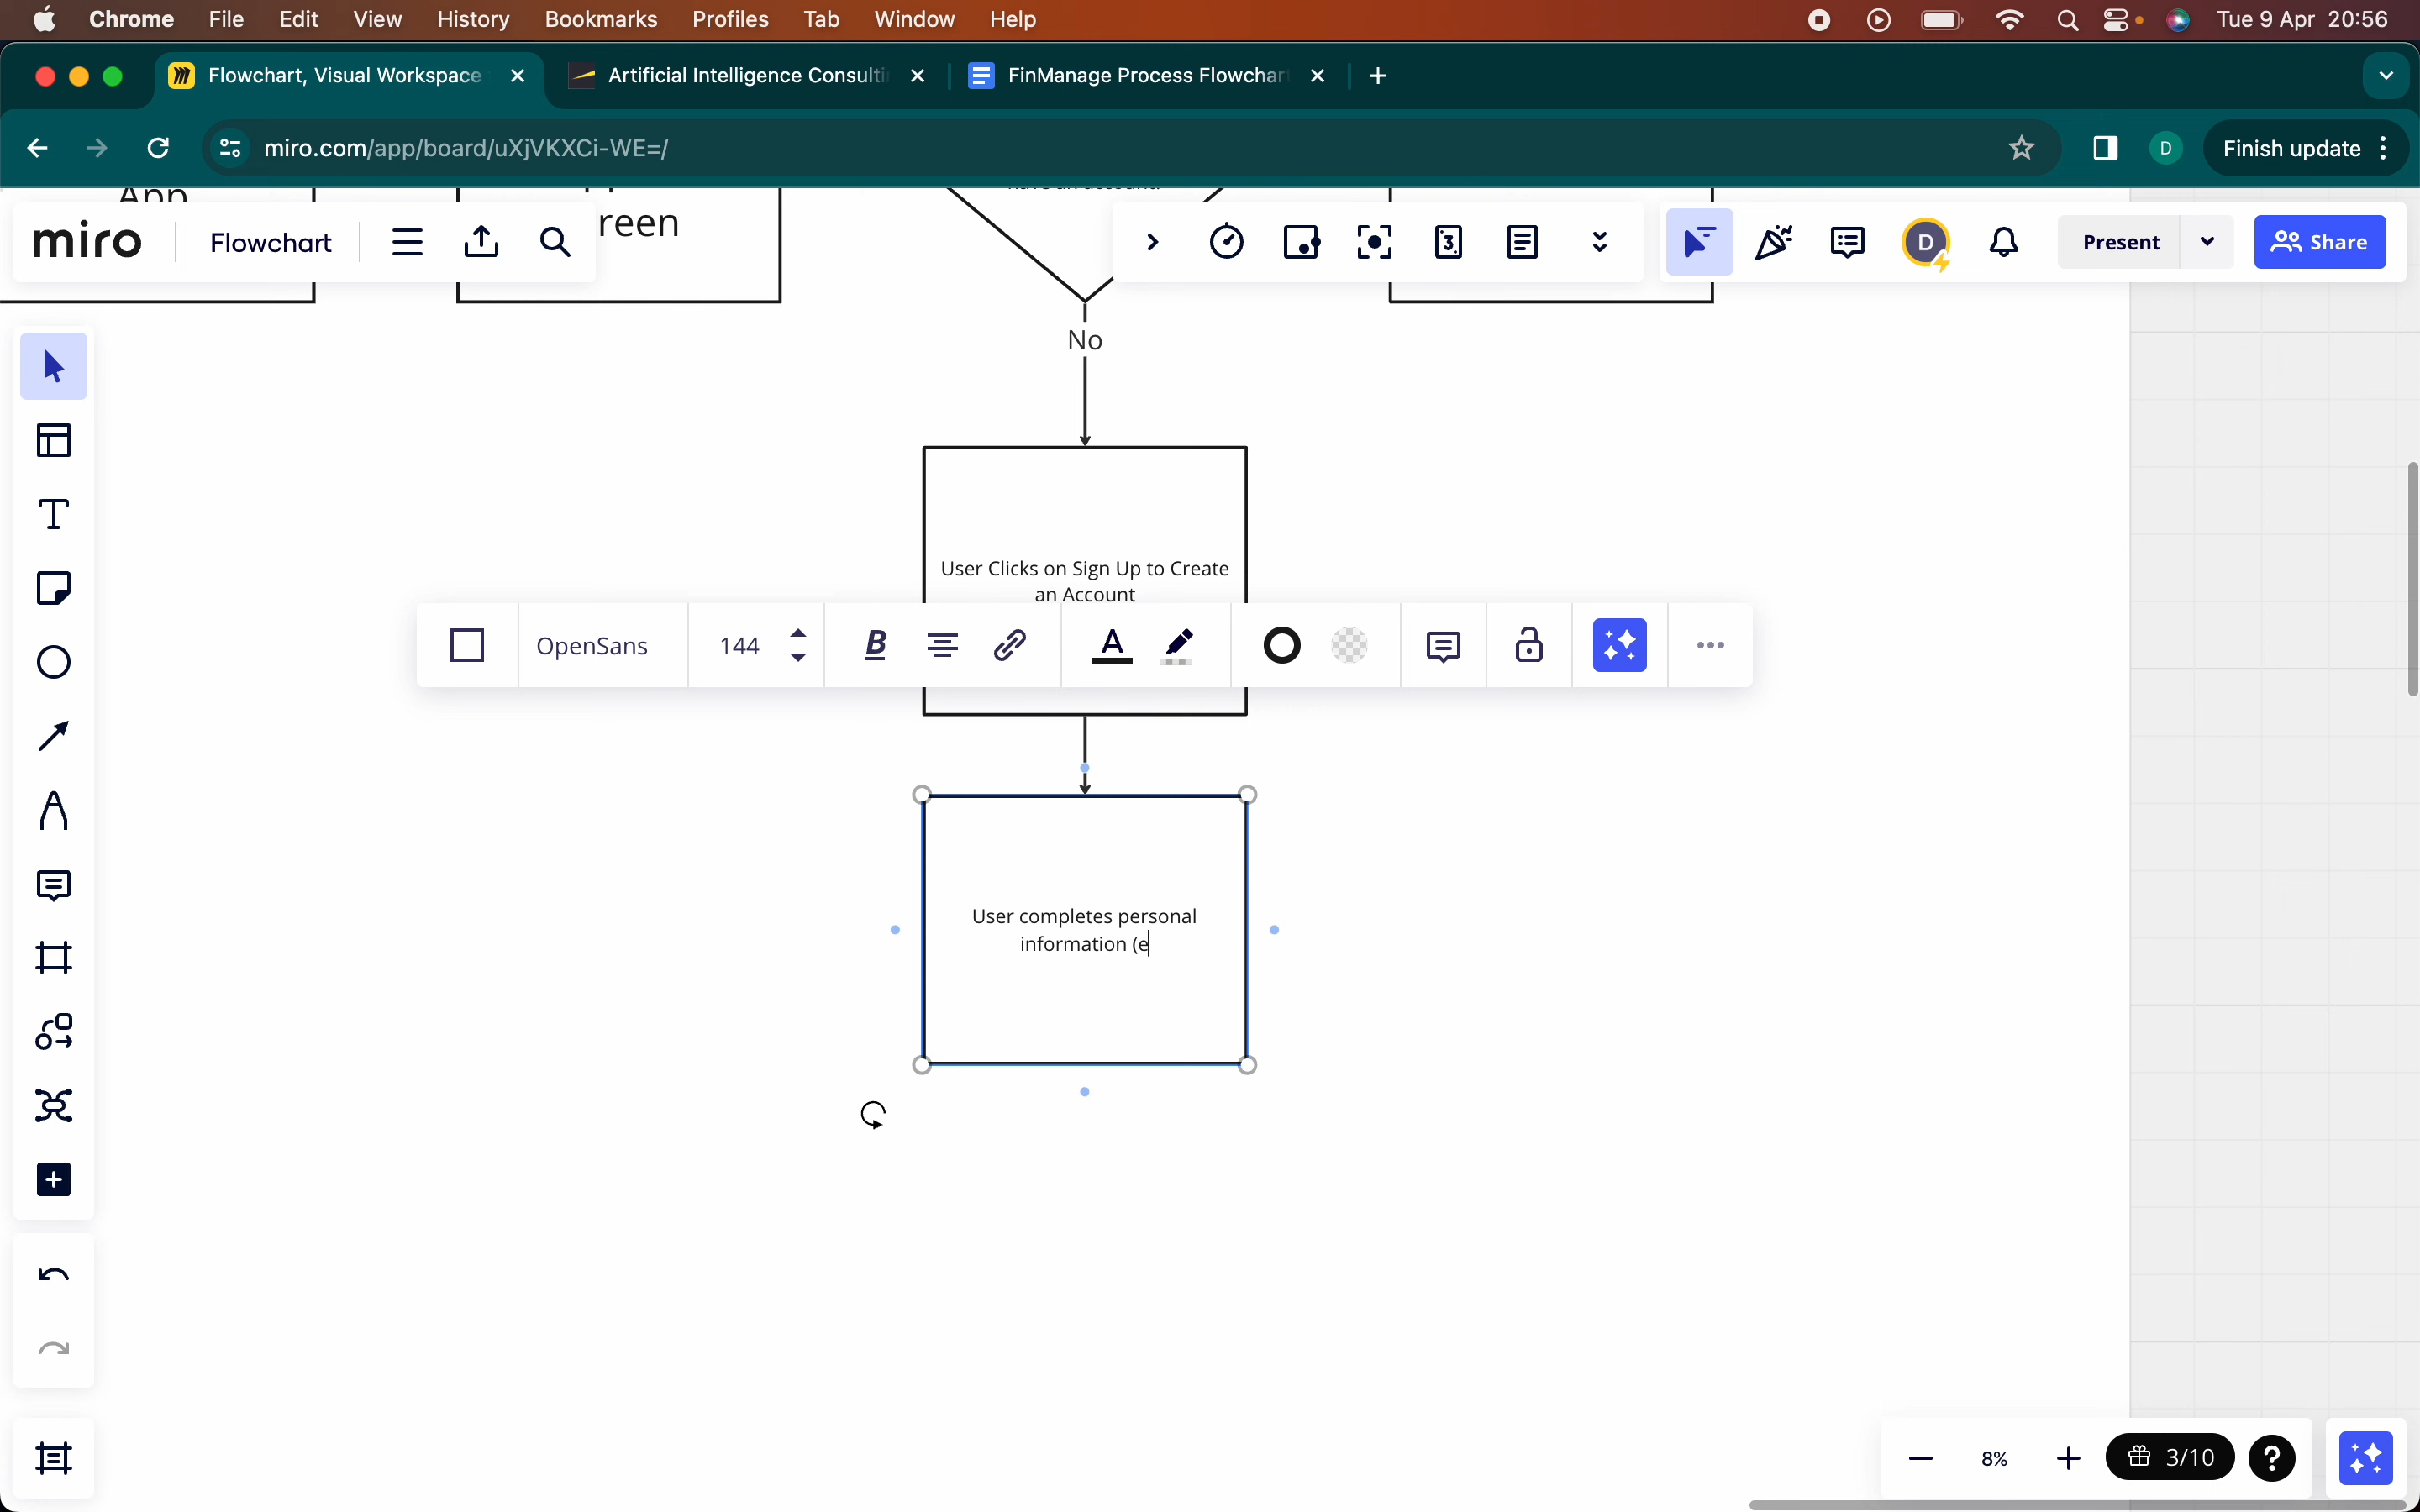 Chrome File Edit View History Bookmarks Profiles Tab Window Help Tue 9 Apr 20:56
Flowchart, Visual Workspace Artificial Intelligence Consulti FinManage Process Flowchar
miro.com/app/board/uXjVKXCi-WE=/ D Finish update
App
reen
miro Flowchart 3 D Present Share
No
User Clicks on Sign Up to Create
an Account
OpenSans 144 B A
User completes personal
information (e
8% 3/10 ?